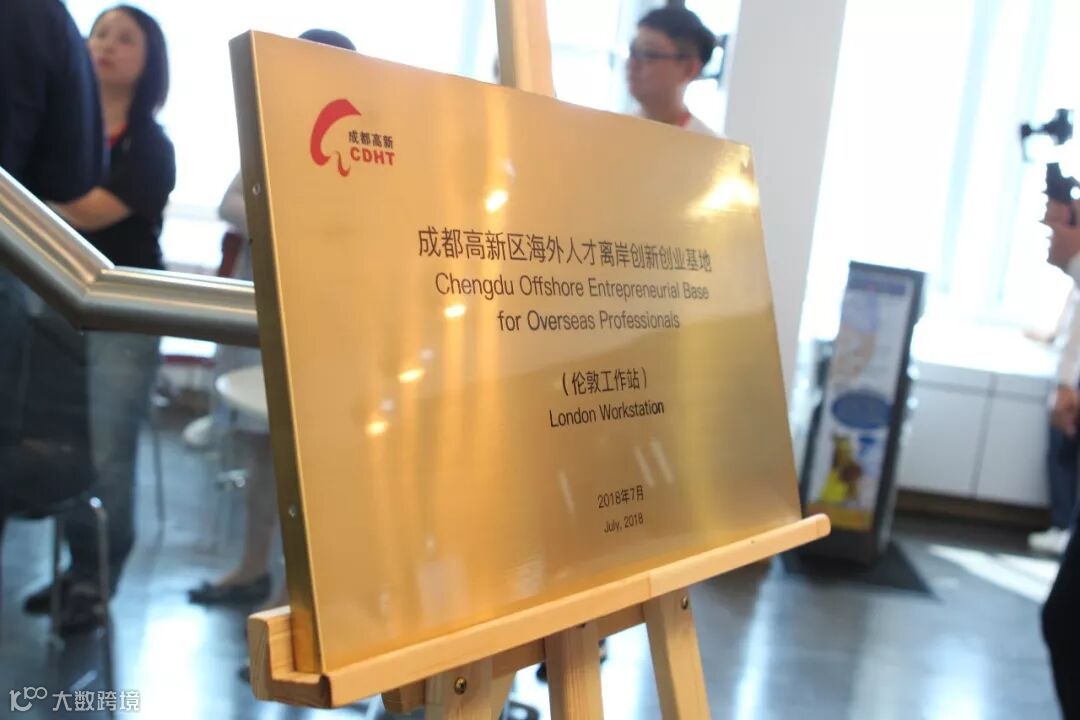 成都高新
CDHT
成都高新区海外人才离岸创新创业基地
Chengdu Offshore Entrepreneurial Base
for Overseas Professionals
（伦敦工作站）
London Workstation
2018年7月
July, 2018
大数跨境